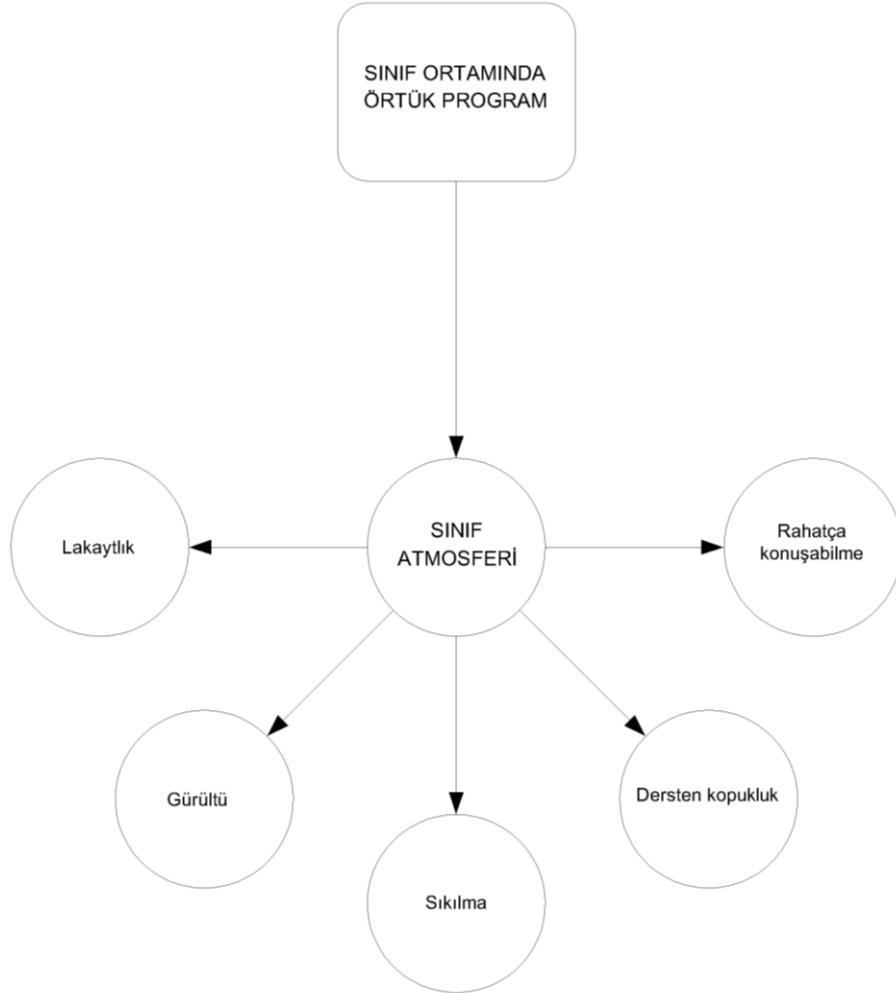 SINIF ORTAMINDA
ÖRTÜK PROGRAM
SINIF
ATMOSFERİ
Lakaytlık
Rahatça
konuşabilme
Gürültü
Dersten kopukluk
Sıkılma